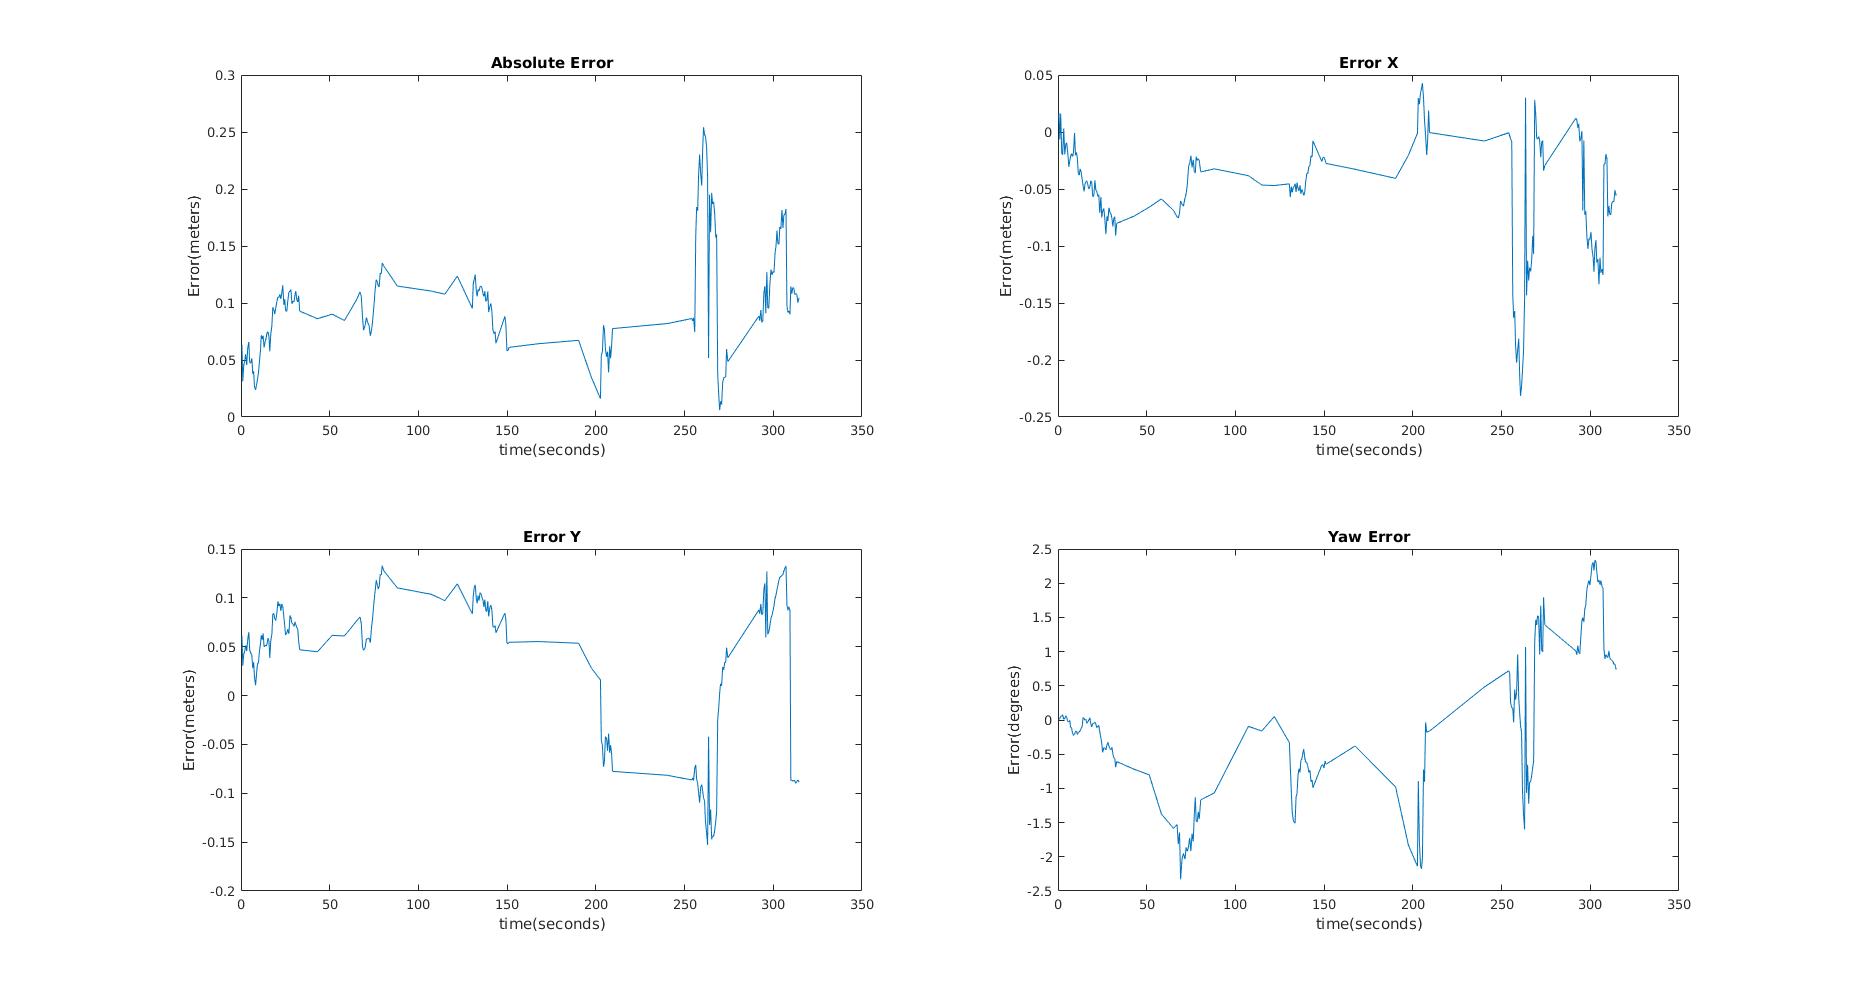 Absolute Error
0.3
0.25
0.2
0.15
0.1
0.05
0
Error(meters)
0 50 100 150 200 250 300 350
time(seconds)
Error X
0.05
0
-0.05
-0.1
-0.15
-0.2
-0.25
Error(meters)
0 50 100 150 200 250 300 350
time(seconds)
Error Y
0.15
0.1
0.05
0
-0.05
-0.1
-0.15
-0.2
Error(meters)
0 50 100 150 200 250 300 350
time(seconds)
Yaw Error
2.5
2
1.5
1
0.5
0
-0.5
-1
-1.5
-2
-2.5
Error(degrees)
0 50 100 150 200 250 300 350
time(seconds)